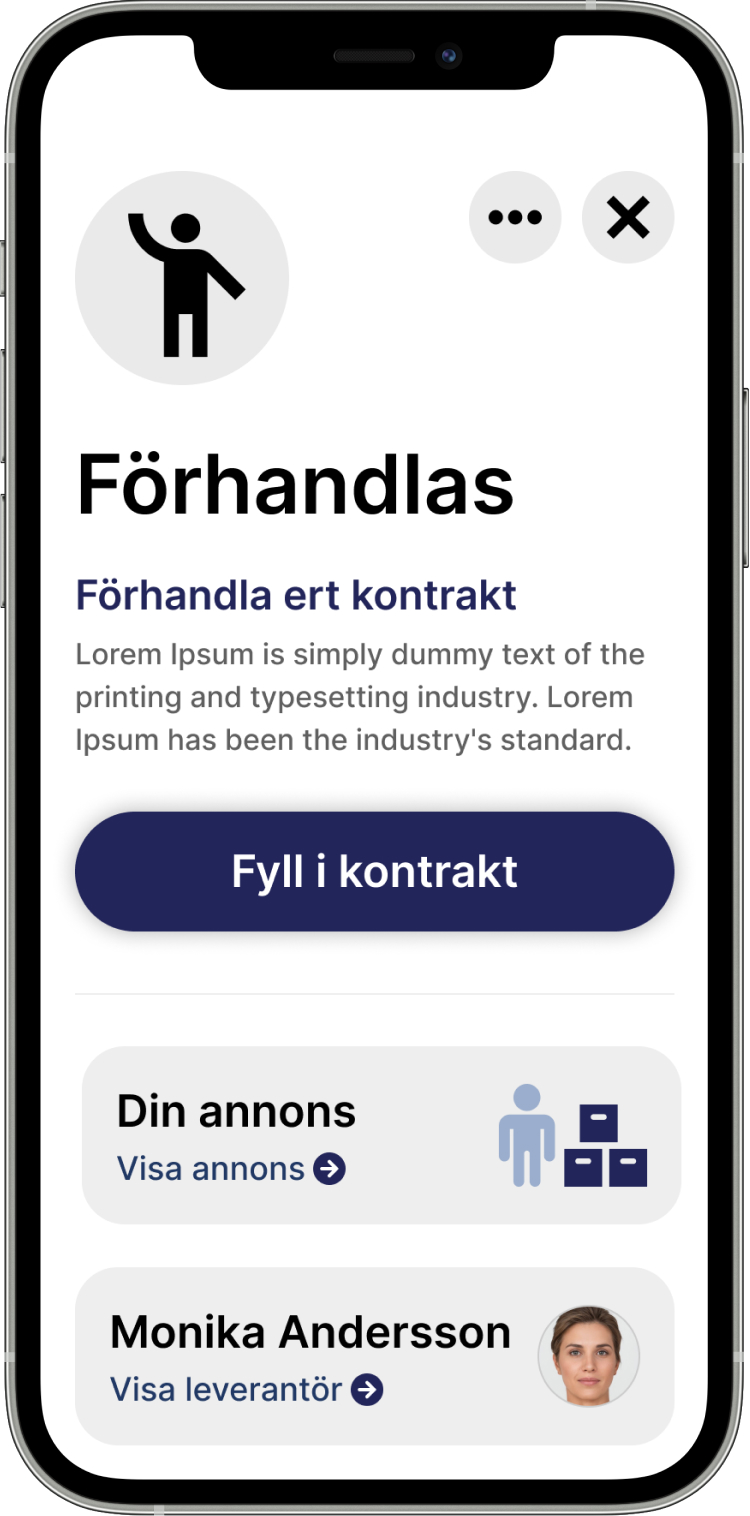 Förhandlas
Förhandla ert kontrakt
Lorem Ipsum is simply dummy text of the
printing and typesetting industry. Lorem
Ipsum has been the industry's standard.
Fyll i kontrakt
Din annons
Visa annons
Monika Andersson
Visa leverantör